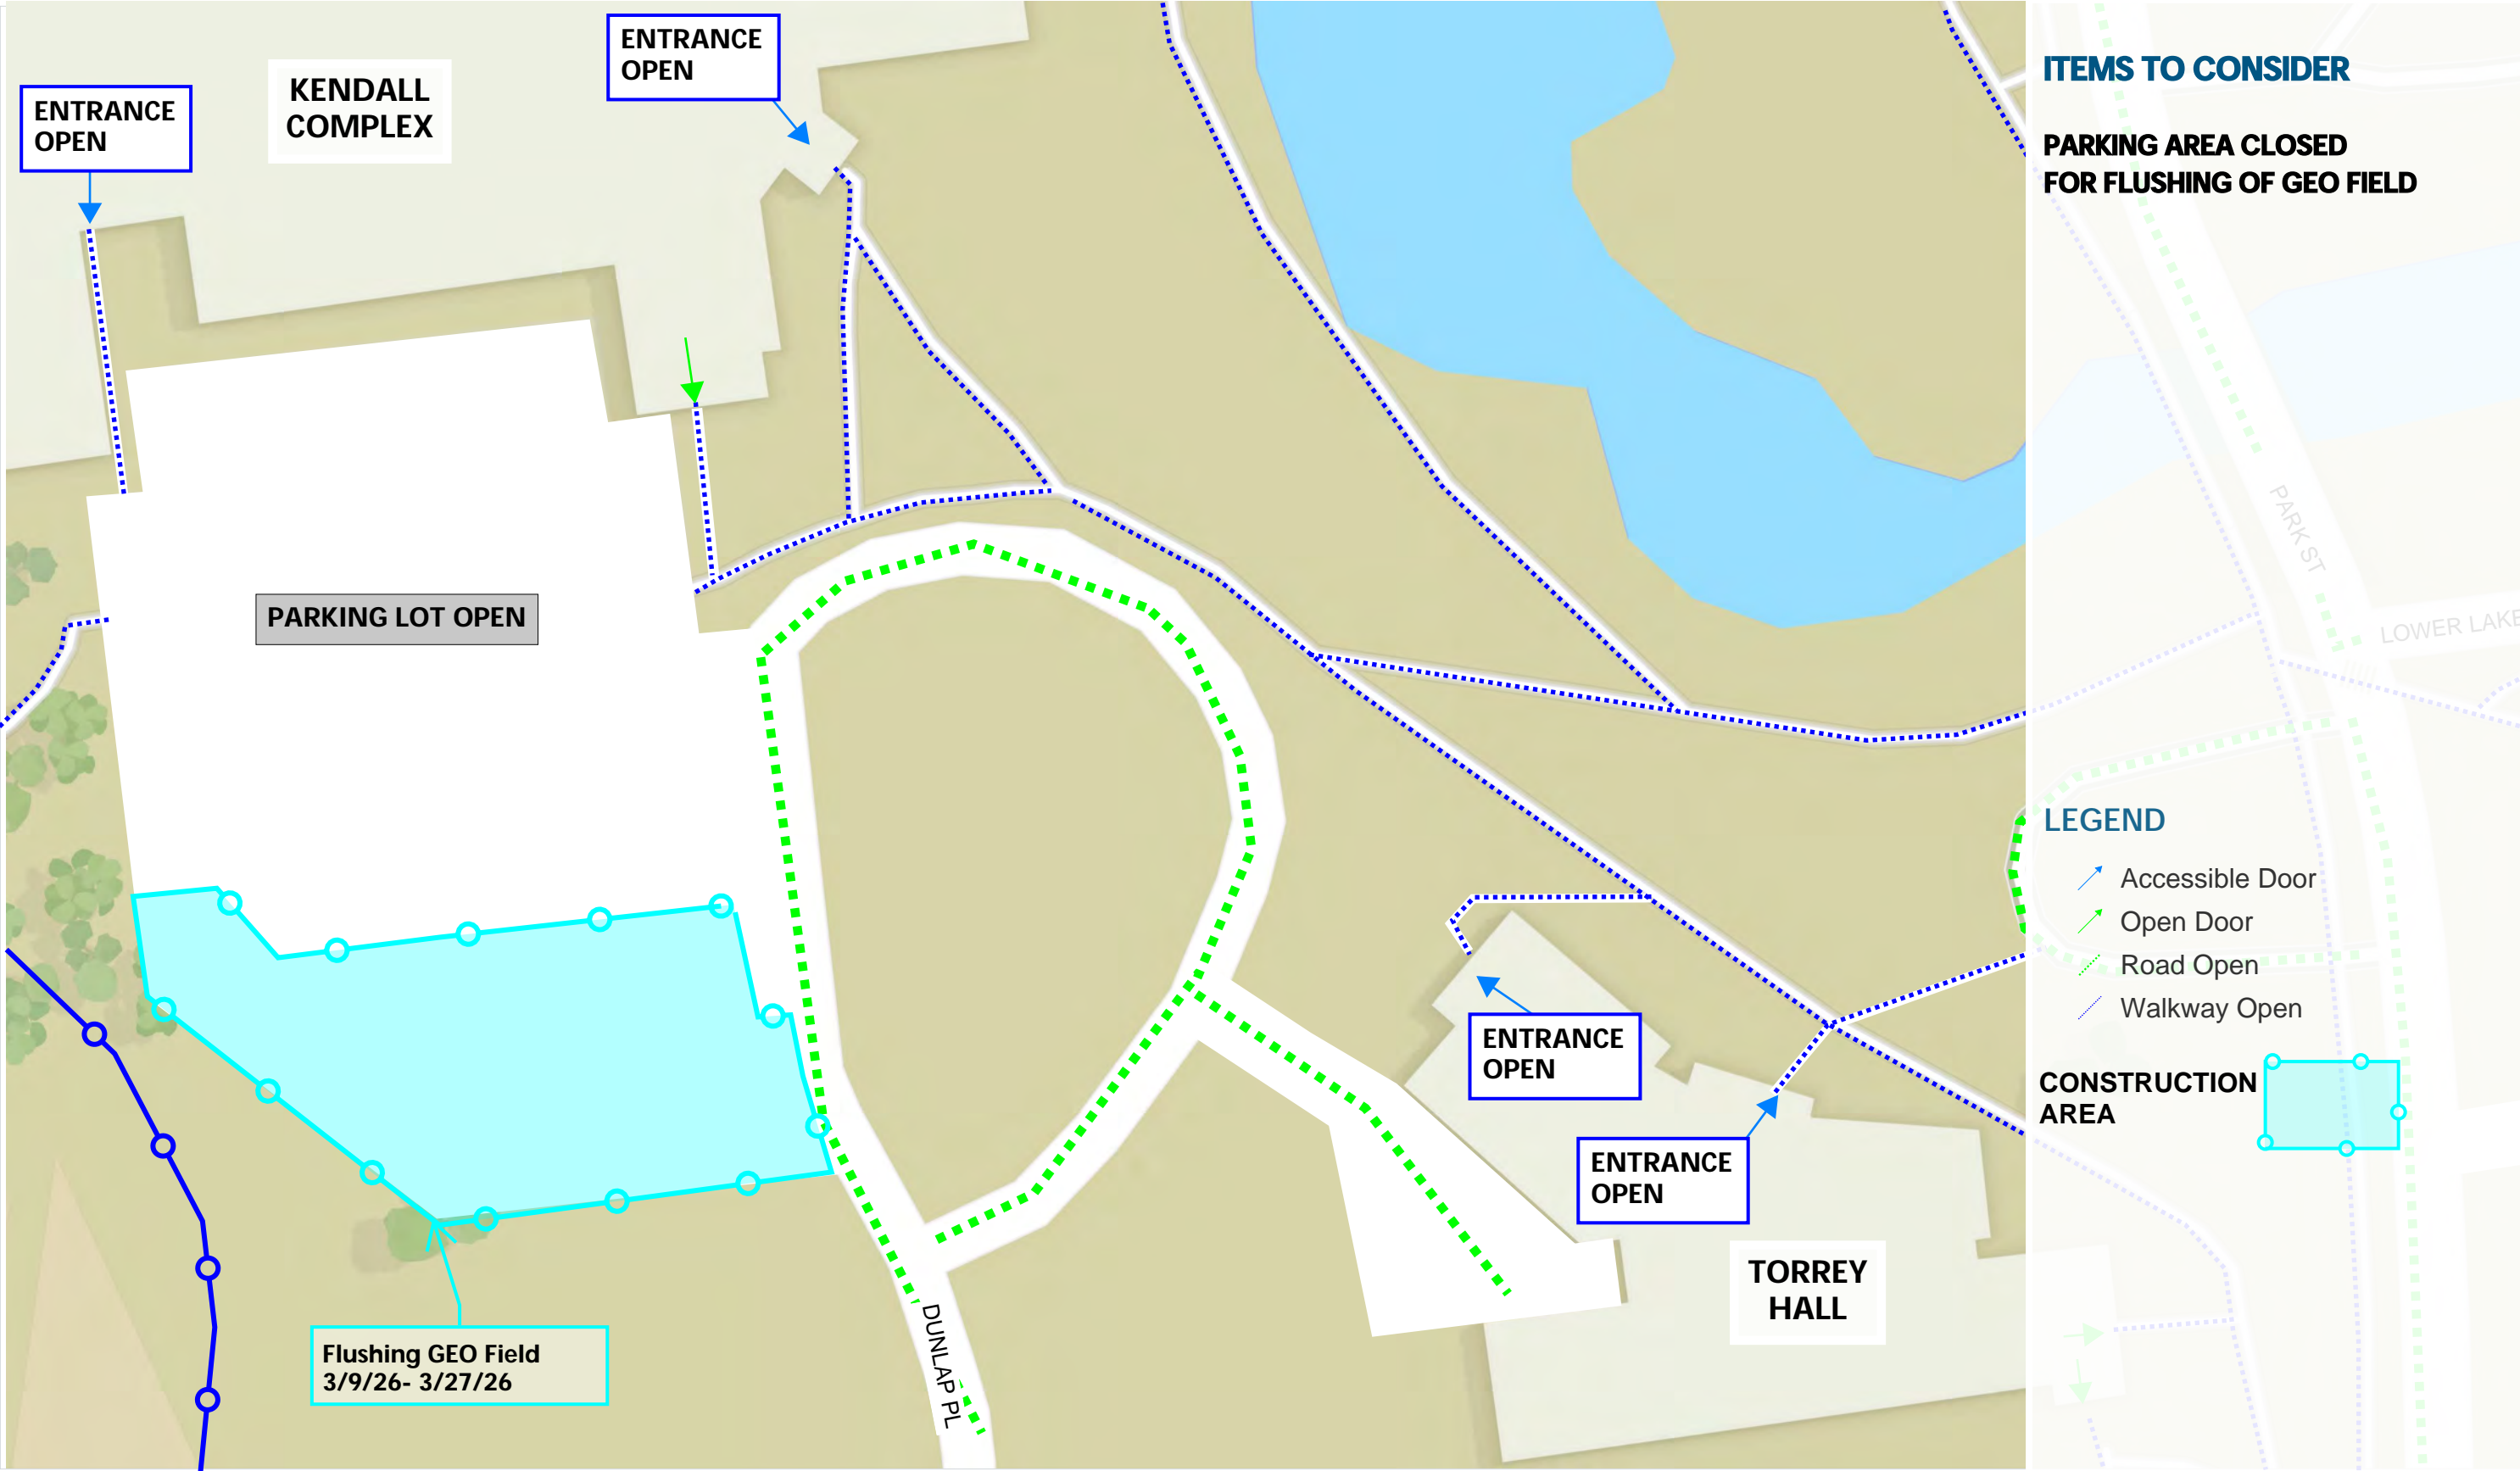 ENTRANCE
OPEN
KENDALL
COMPLEX
ENTRANCE
OPEN
PARKING LOT OPEN
Flushing GEO Field
3/9/26- 3/27/26
DUNLAP PL
ENTRANCE
OPEN
ENTRANCE
OPEN
TORREY
HALL
ITEMS TO CONSIDER
PARKING AREA CLOSED
FOR FLUSHING OF GEO FIELD
PARK ST
LOWER LAKE
LEGEND
Accessible Door
Open Door
Road Open
Walkway Open
CONSTRUCTION
AREA